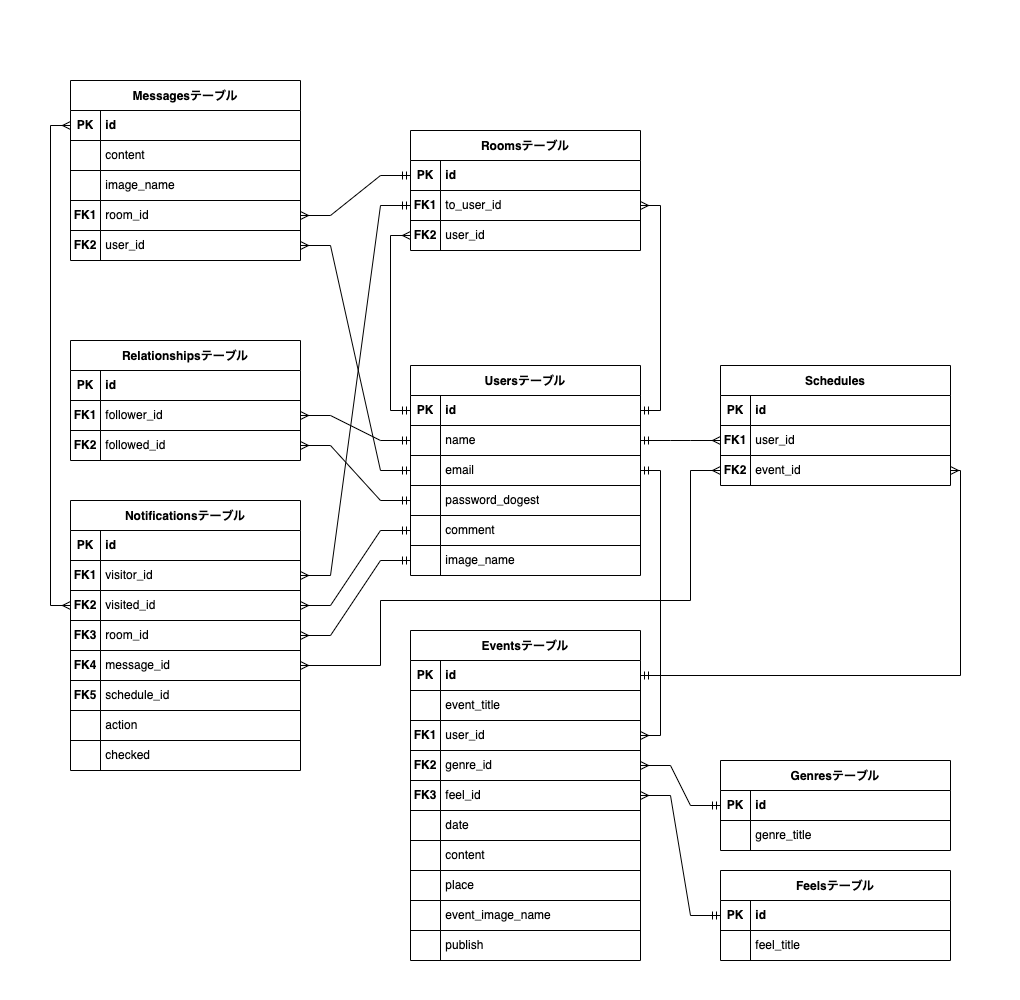 Messagesテーブル
PK id
content
image_name
FK1 room_id
FK2 user_id
Roomsテーブル
PK id
FK1 to_user_id
FK2 user_id
Relationshipsテーブル
PK id
FK1 follower_id
FK2 followed_id
Usersテーブル
PK id
name
email
password_dogest
comment
image_name
Schedules
PK id
FK1 user_id
FK2 event_id
Notificationsテーブル
PK id
FK1 visitor_id
FK2 visited_id
FK3 room_id
FK4 message_id
FK5 schedule_id
action
checked
Eventsテーブル
PK id
event_title
FK1 user_id
FK2 genre_id
FK3 feel_id
date
content
place
event_image_name
publish
Genresテーブル
PK id
genre_title
Feelsテーブル
PK id
feel_title